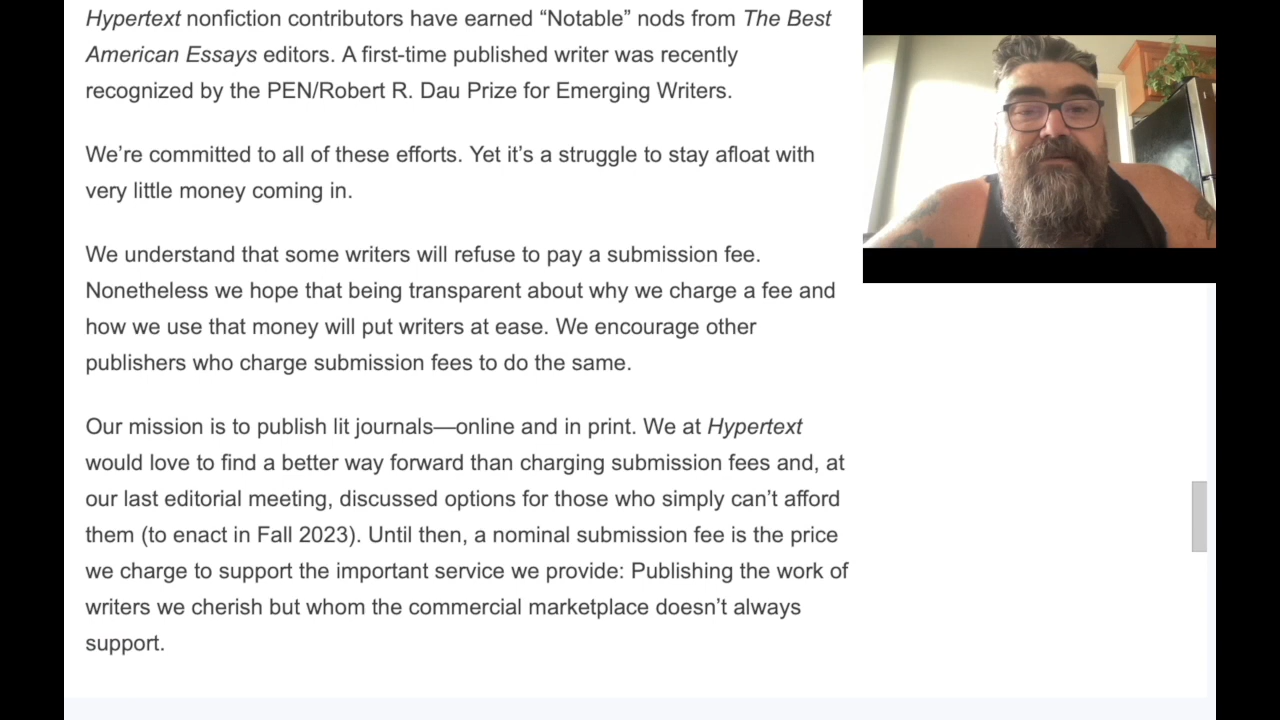 Hypertext nonfiction contributors have earned “Notable” nods from The Best
American Essays editors. A first-time published writer was recently
recognized by the PEN/Robert R. Dau Prize for Emerging Writers.
We’re committed to all of these efforts. Yet it’s a struggle to stay afloat with
very little money coming in.
We understand that some writers will refuse to pay a submission fee.
Nonetheless we hope that being transparent about why we charge a fee and
how we use that money will put writers at ease. We encourage other
publishers who charge submission fees to do the same.
Our mission is to publish lit journals—online and in print. We at Hypertext
would love to find a better way forward than charging submission fees and, at
our last editorial meeting, discussed options for those who simply can’t afford
them (to enact in Fall 2023). Until then, a nominal submission fee is the price
we charge to support the important service we provide: Publishing the work of
writers we cherish but whom the commercial marketplace doesn’t always
support.